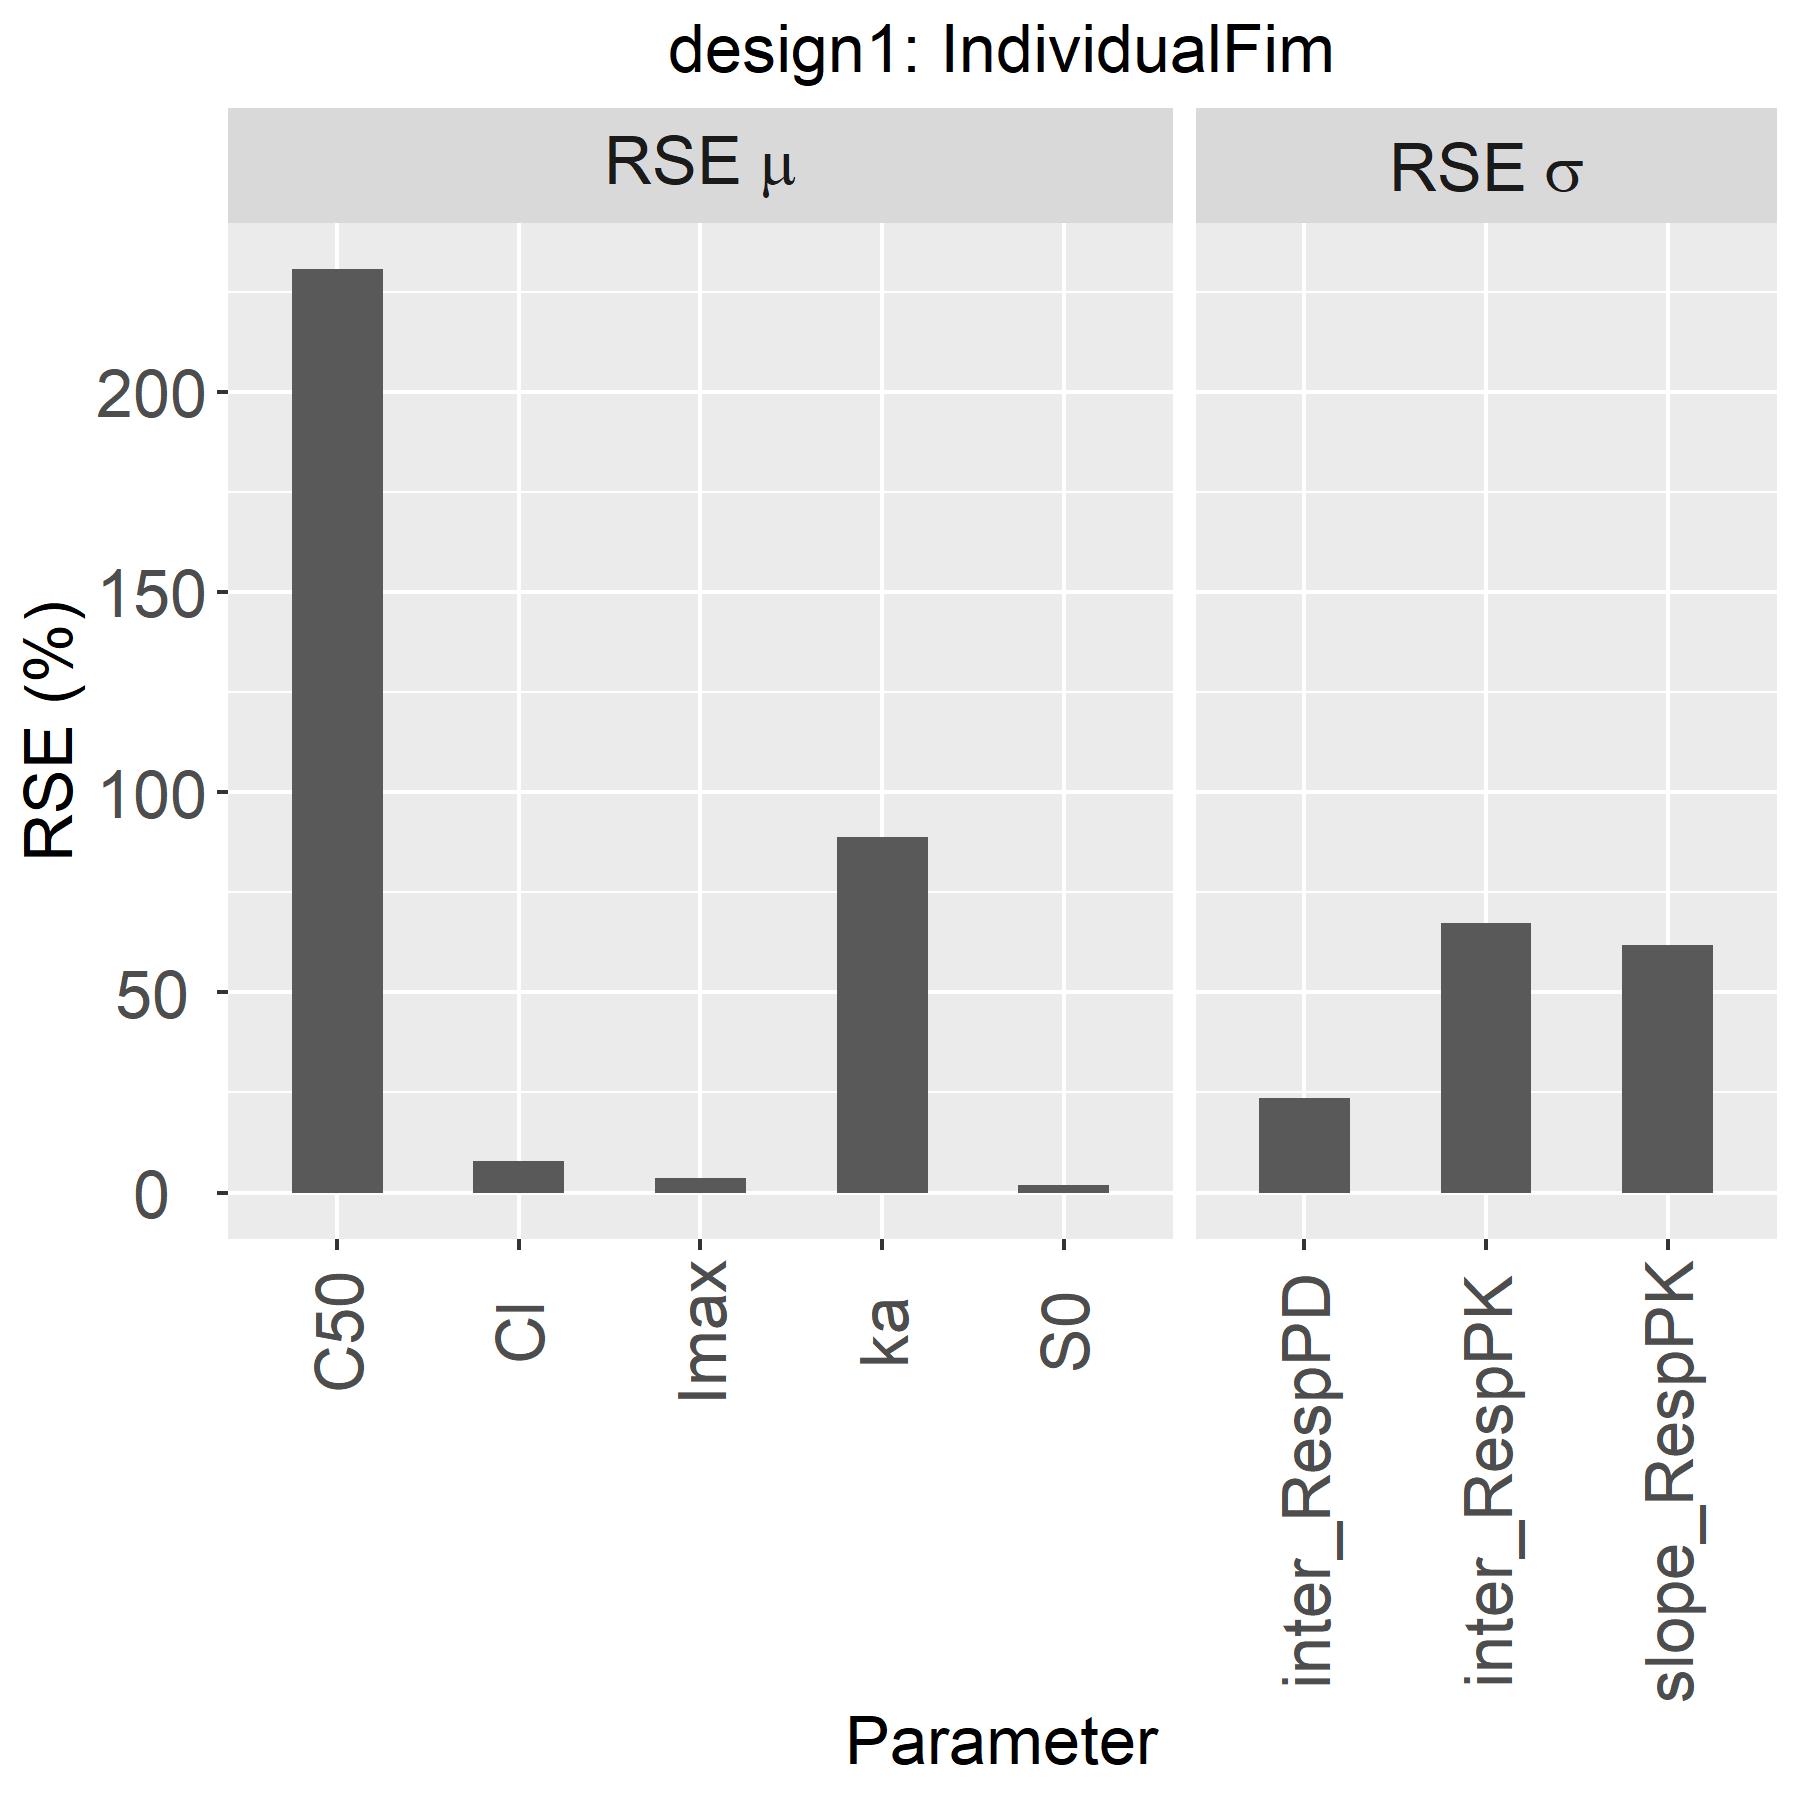 design1: IndividualFim
RSE μ
RSE σ
RSE (%)
200
150
100
50
0
C50
Cl
Imax
ka
S0
inter_RespPD
inter_RespPK
slope_RespPK
Parameter